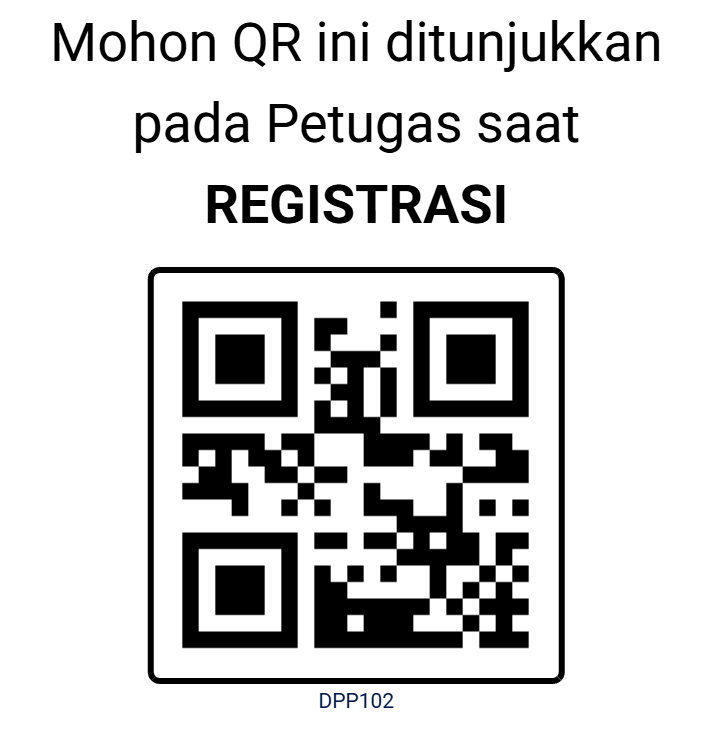 Mohon QR ini ditunjukkan
pada Petugas saat
REGISTRASI
DPP102